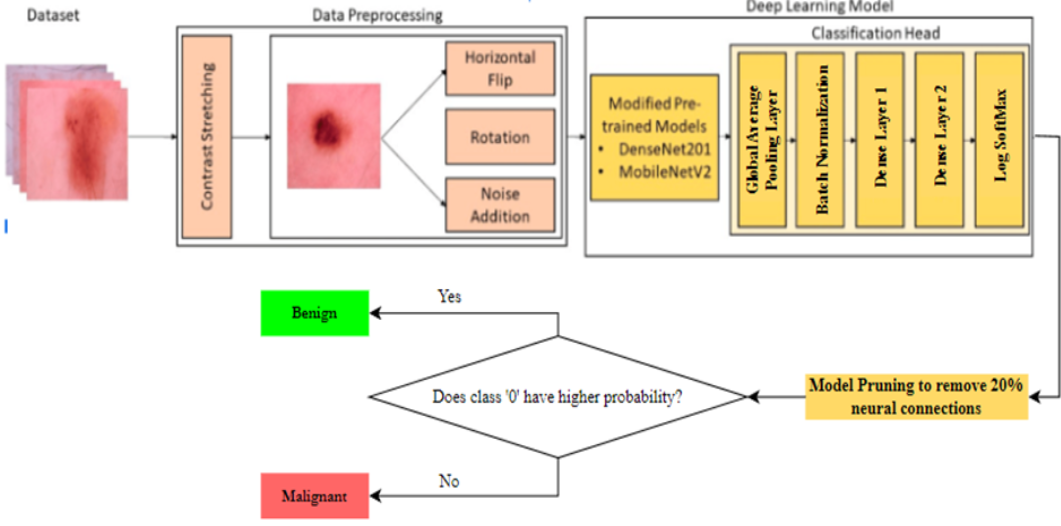 Dataset
Data Preprocessing
Deep Learning Model
Classification Head
Contrast Stretching
Horizontal
Flip
Rotation
Noise
Addition
Modified Pre-
trained Models
• DenseNet201
• MobileNetV2
Global Average
Pooling Layer
Batch Normalization
Dense Layer 1
Dense Layer 2
Log SoftMax
Benign
Yes
Does class '0' have higher probability?
Model Pruning to remove 20%
neural connections
Malignant
No